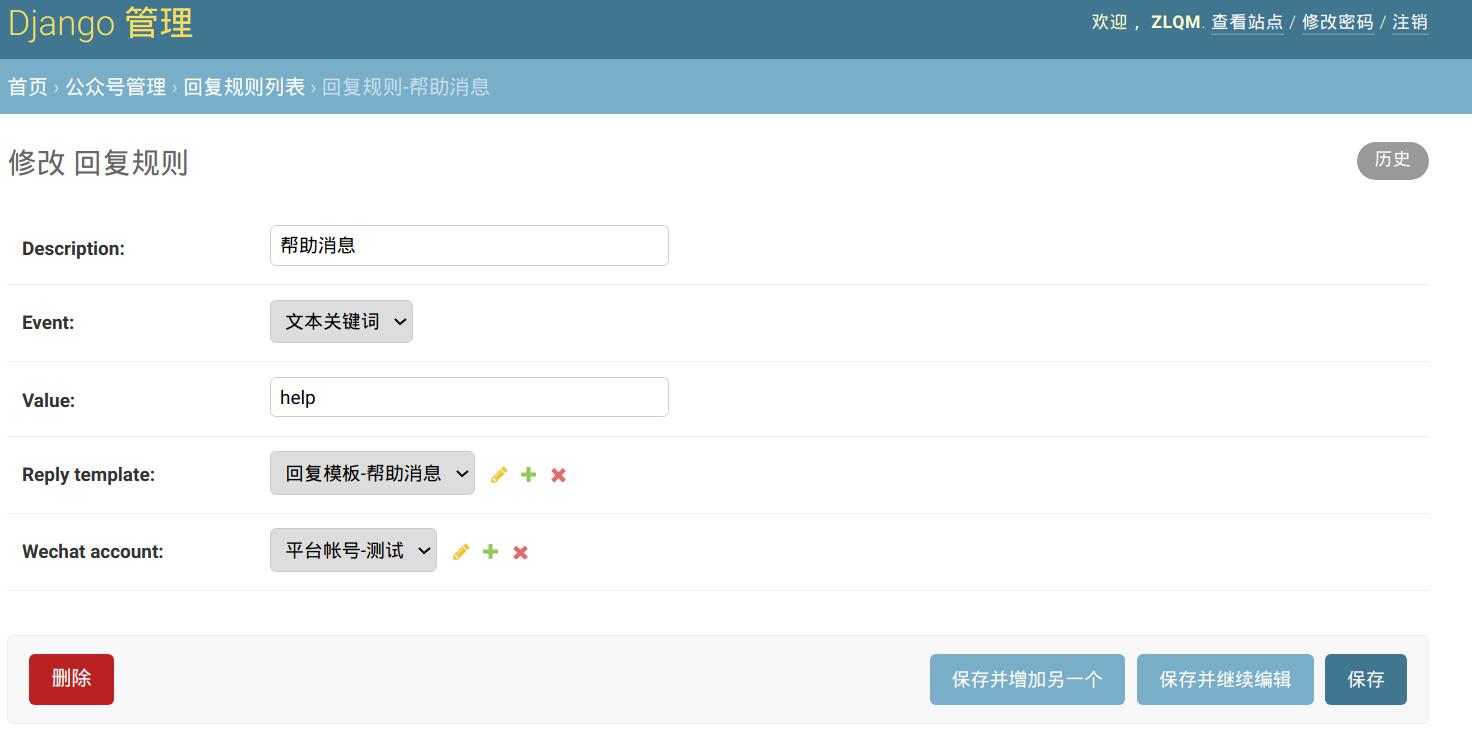 Django 管理
欢迎， ZLQM. 查看站点 / 修改密码 / 注销
首页 › 公众号管理 › 回复规则列表 › 回复规则-帮助消息
修改 回复规则
历史
Description:
帮助消息
Event:
文本关键词
Value:
help
Reply template:
回复模板-帮助消息
Wechat account:
平台帐号-测试
删除
保存并增加另一个
保存并继续编辑
保存